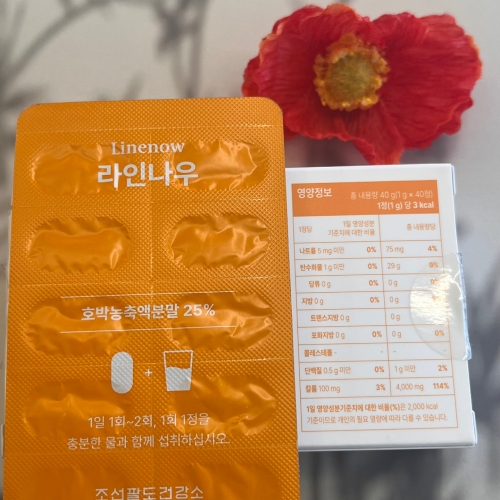 Linenow
라인나우
호박농축액분말 25%
+
1일 1회~2회, 1회 1정을
충분한 물과 함께 섭취하십시오.
조선팔도건강소
영양정보
총 내용량 40 g(1 g × 40정)
1정(1 g) 당 3 kcal
1정당 1일 영양성분 기준치에 대한 비율 총 내용량당
나트륨 5 mg 미만 0% 75 mg 4%
탄수화물 1 g 미만 0% 29 g 9%
당류 0 g 0% 0 g
지방 0 g 0% 0 g
트랜스지방 0 g 0 g
포화지방 0 g 0% 0 g 0%
콜레스테롤 - -
단백질 0.5 g 미만 0% 1 g 미만 2%
칼륨 100 mg 3% 4,000 mg 114%
1일 영양성분기준치에 대한 비율(%)은 2,000 kcal
기준이므로 개인의 필요 영양에 따라 다를 수 있습니다.